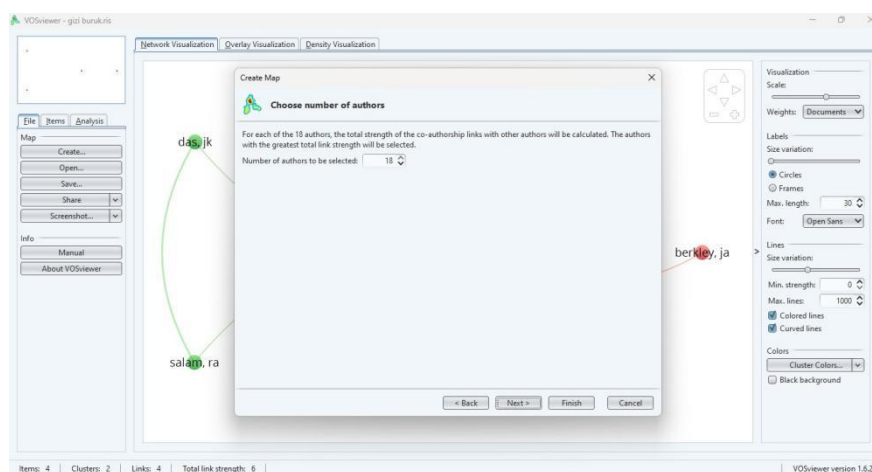 VOSviewer - gizi buruk.ris
Network Visualization Overlay Visualization Density Visualization
File Items Analysis
Map
Create...
Open...
Save...
Share
Screenshot...
Info
Manual
About VOSviewer
das, jk
salam, ra
berkley, ja
Create Map
Choose number of authors
For each of the 18 authors, the total strength of the co-authorship links with other authors will be calculated. The authors
with the greatest total link strength will be selected.
Number of authors to be selected: 18
< Back Next > Finish Cancel
Visualization
Scale:
Weights: Documents
Labels
Size variation:
Circles
Frames
Max. length: 30
Font: Open Sans
Lines
Size variation:
Min. strength: 0
Max. lines: 1000
Colored lines
Curved lines
Colors
Cluster Colors...
Black background
Items: 4 Clusters: 2 Links: 4 Total link strength: 6
VOSviewer version 1.6.2